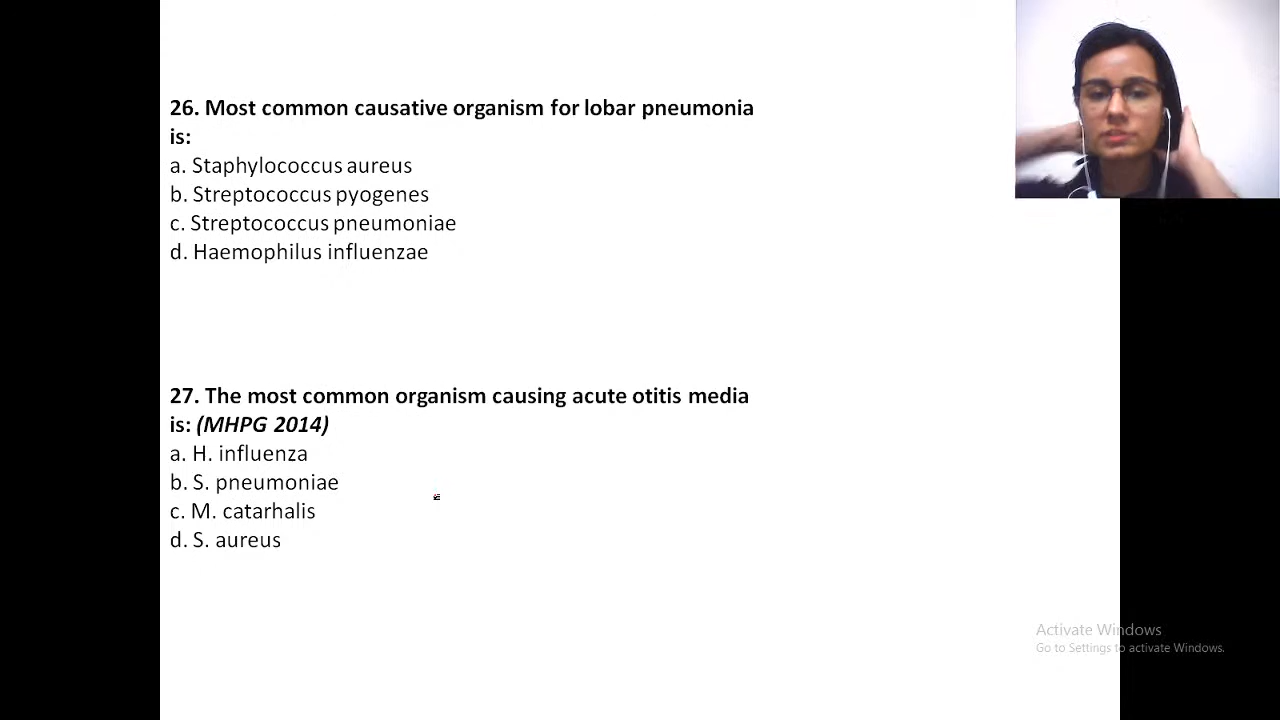 26. Most common causative organism for lobar pneumonia
is:
a. Staphylococcus aureus
b. Streptococcus pyogenes
c. Streptococcus pneumoniae
d. Haemophilus influenzae
27. The most common organism causing acute otitis media
is: (MHPG 2014)
a. H. influenza
b. S. pneumoniae
c. M. catarhalis
d. S. aureus
Activate Windows
Go to Settings to activate Windows.